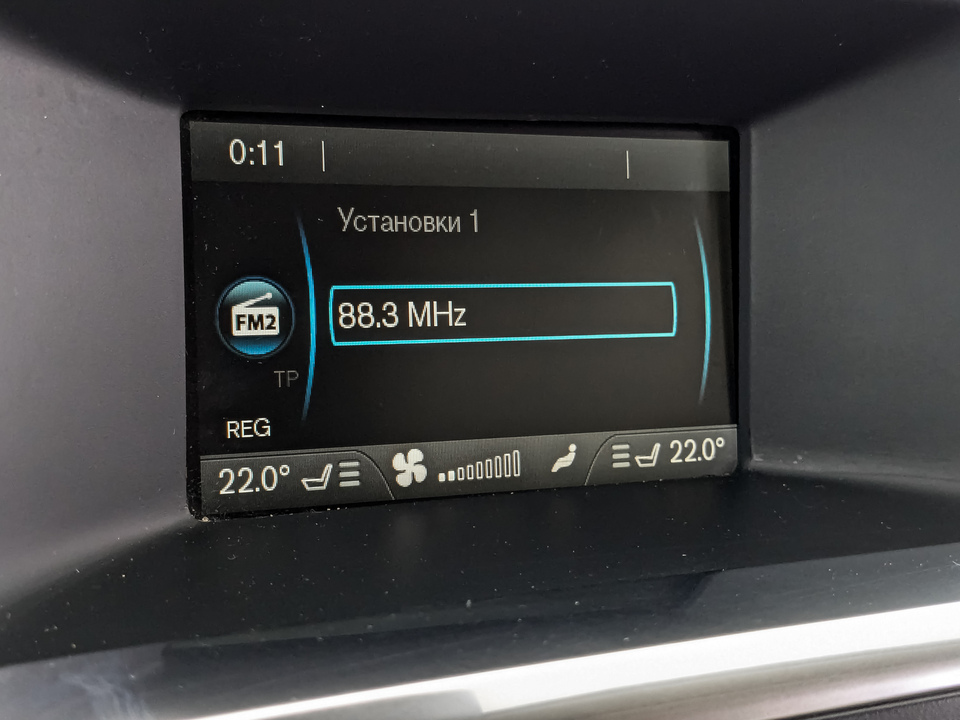 0:11
Установки 1
88.3 MHz
FM2
TP
REG
22.0°
22.0°